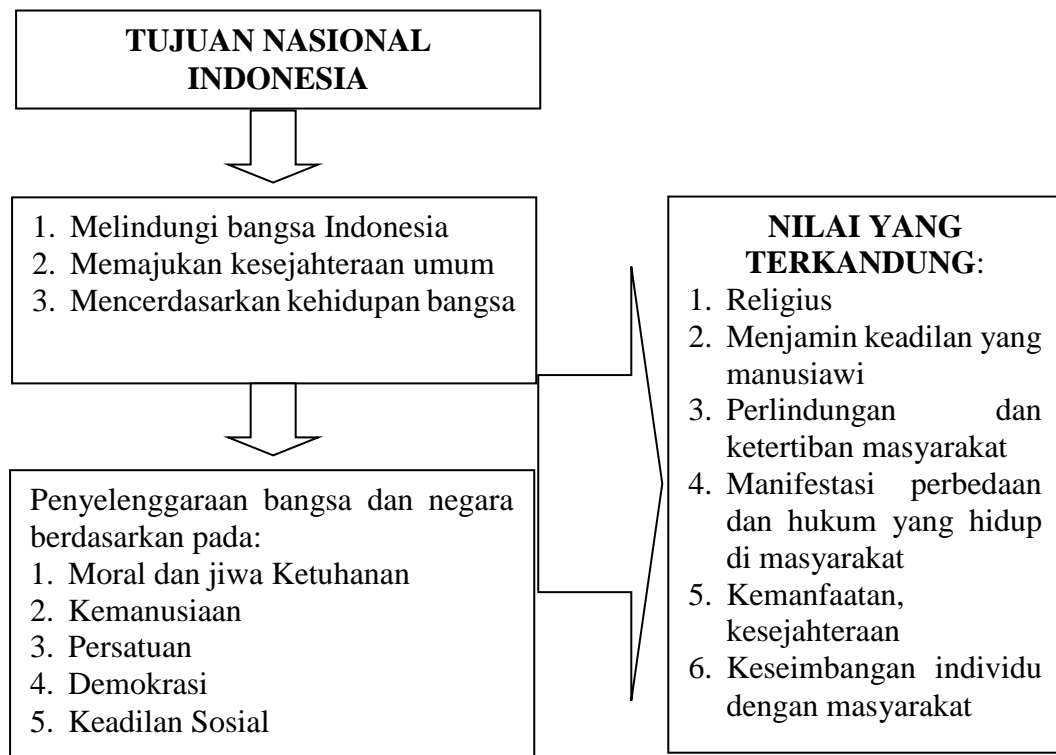 TUJUAN NASIONAL
INDONESIA
1. Melindungi bangsa Indonesia
2. Memajukan kesejahteraan umum
3. Mencerdasarkan kehidupan bangsa
Penyelenggaraan bangsa dan negara
berdasarkan pada:
1. Moral dan jiwa Ketuhanan
2. Kemanusiaan
3. Persatuan
4. Demokrasi
5. Keadilan Sosial
NILAI YANG
TERKANDUNG:
1. Religius
2. Menjamin keadilan yang
manusiawi
3. Perlindungan dan
ketertiban masyarakat
4. Manifestasi perbedaan
dan hukum yang hidup
di masyarakat
5. Kemanfaatan,
kesejahteraan
6. Keseimbangan individu
dengan masyarakat